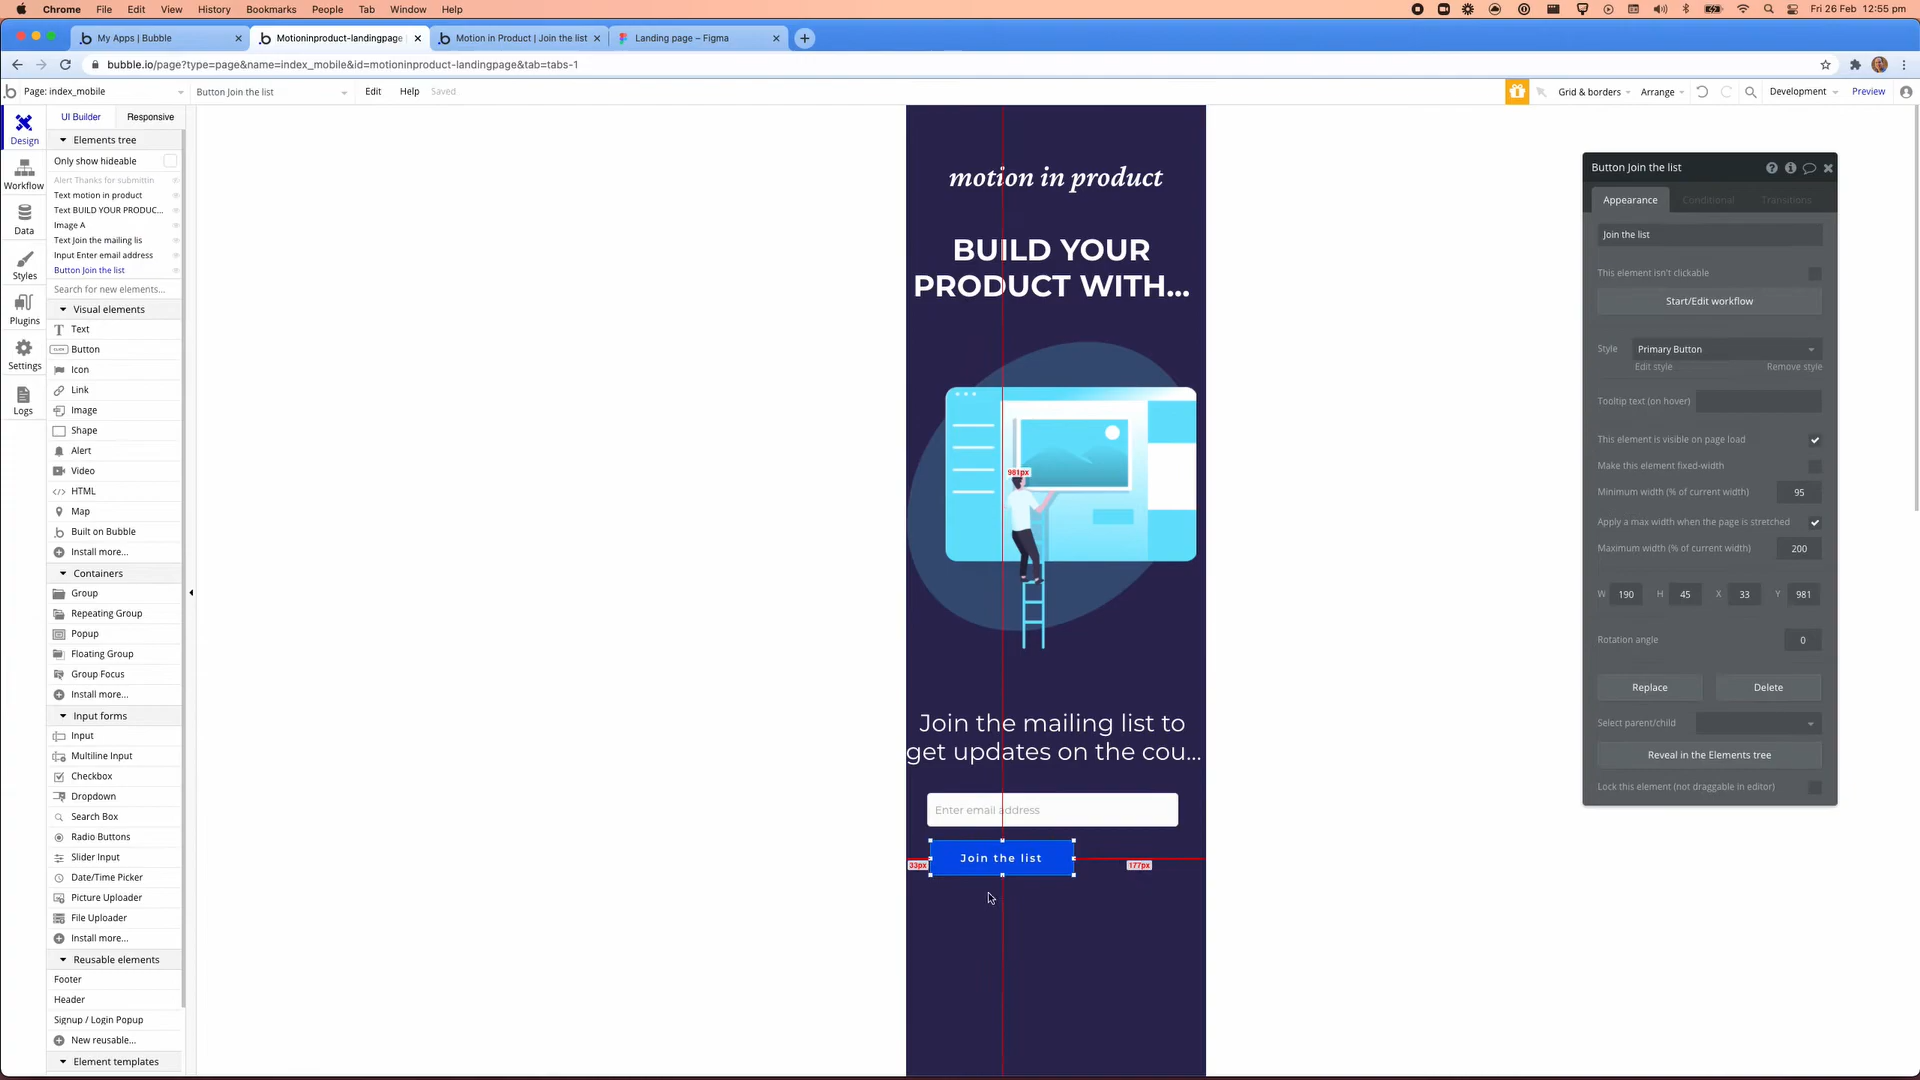 Chrome File Edit View History Bookmarks People Tab Window Help
Fri 26 Feb 12:55 pm
My Apps | Bubble
Motioninproduct-landingpage
Motion in Product | Join the list
Landing page – Figma
bubble.io/page?type=page&name=index_mobile&id=motioninproduct-landingpage&tab=tabs-1
Page: index_mobile
Button Join the list
Edit
Help
Saved
Grid & borders
Arrange
Development
Preview
Design
Workflow
Data
Styles
Plugins
Settings
Logs
UI Builder
Responsive
Elements tree
Only show hideable
Alert Thanks for submittin
Text motion in product
Text BUILD YOUR PRODUC...
Image A
Text Join the mailing lis
Input Enter email address
Button Join the list
Search for new elements...
Visual elements
Text
Button
Icon
Link
Image
Shape
Alert
Video
HTML
Map
Built on Bubble
Install more...
Containers
Group
Repeating Group
Popup
Floating Group
Group Focus
Install more...
Input forms
Input
Multiline Input
Checkbox
Dropdown
Search Box
Radio Buttons
Slider Input
Date/Time Picker
Picture Uploader
File Uploader
Install more...
Reusable elements
Footer
Header
Signup / Login Popup
New reusable...
Element templates
motion in product
BUILD YOUR
PRODUCT WITH...
981px
Join the mailing list to
get updates on the cou...
Enter email address
Join the list
33px
177px
Button Join the list
Appearance
Conditional
Transitions
Join the list
This element isn't clickable
Start/Edit workflow
Style
Primary Button
Edit style
Remove style
Tooltip text (on hover)
This element is visible on page load
Make this element fixed-width
Minimum width (% of current width)
95
Apply a max width when the page is stretched
Maximum width (% of current width)
200
W 190 H 45 X 33 Y 981
Rotation angle
0
Replace
Delete
Select parent/child
Reveal in the Elements tree
Lock this element (not draggable in editor)